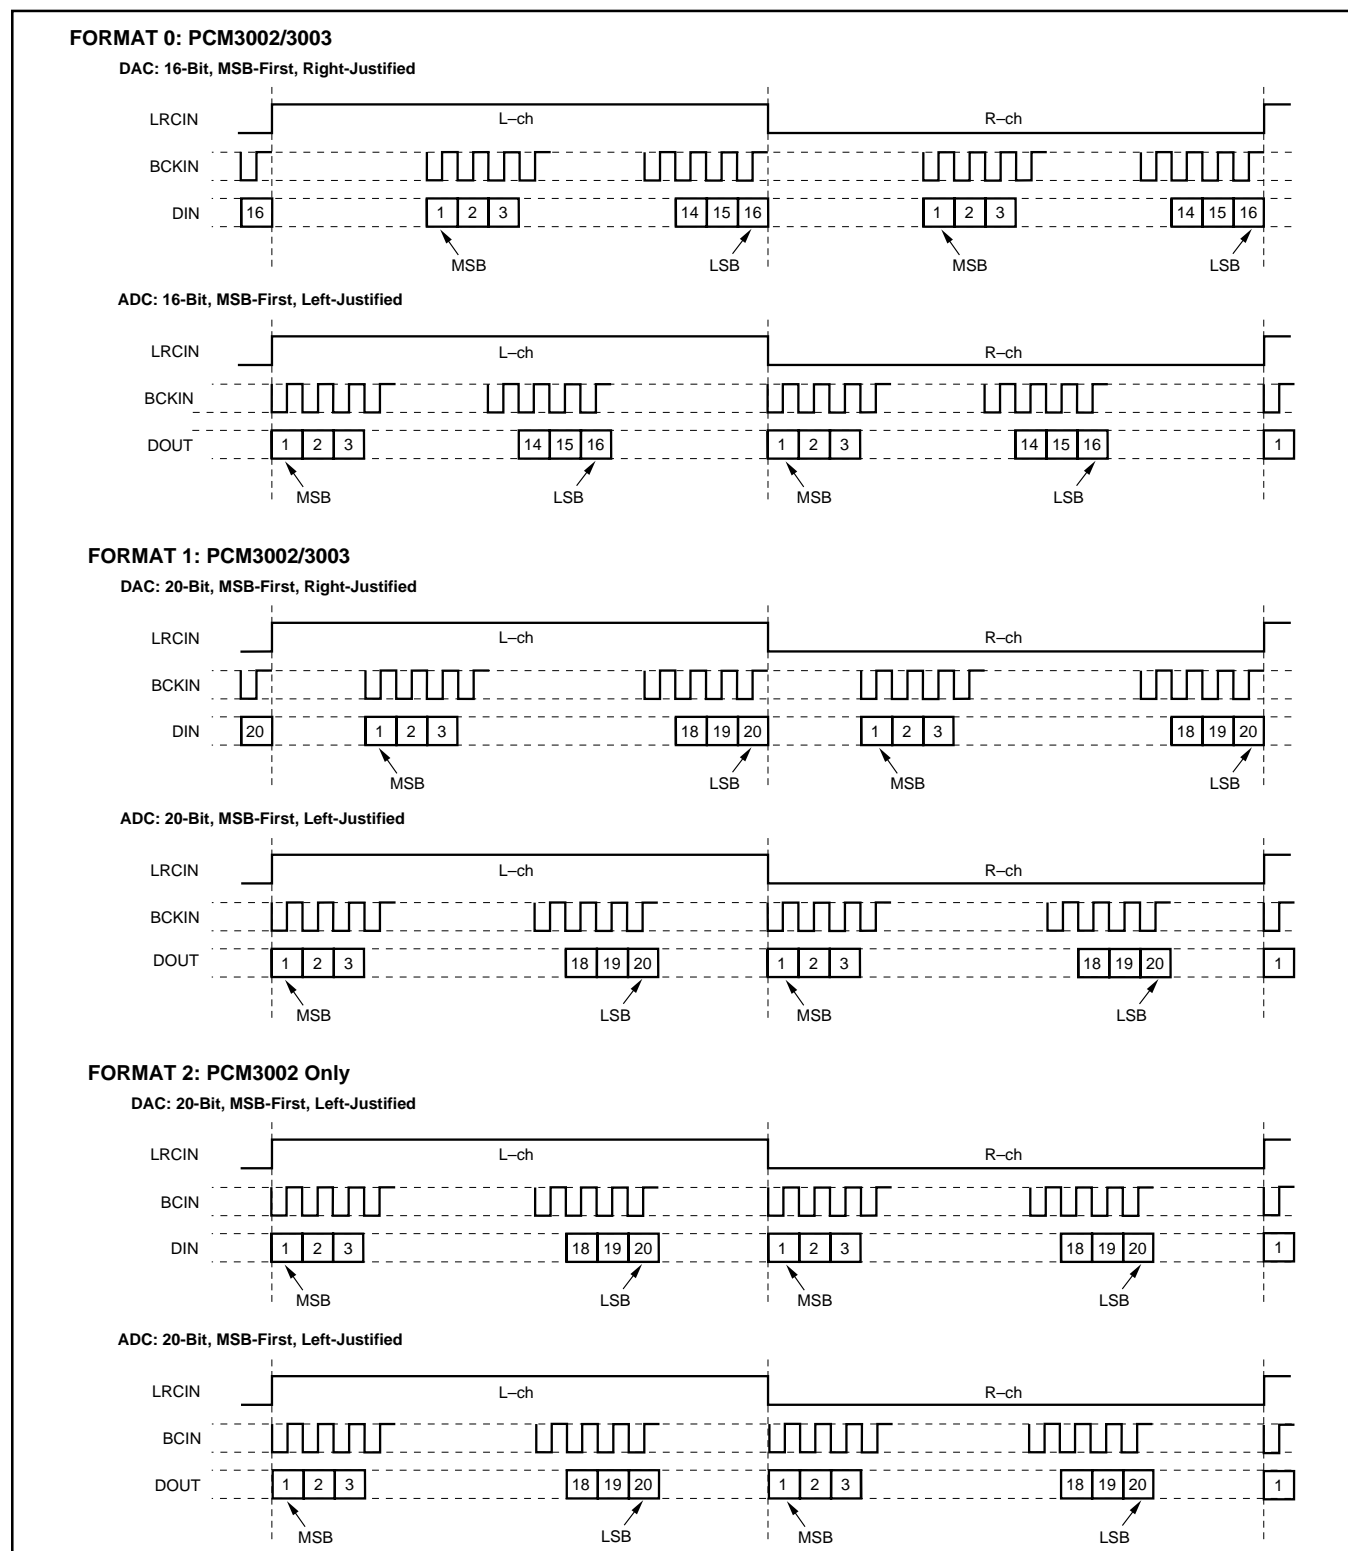 FORMAT 0: PCM3002/3003
DAC: 16-Bit, MSB-First, Right-Justified
LRCIN L–ch R–ch
BCKIN
DIN 16 1 2 3 14 15 16 1 2 3 14 15 16
MSB LSB MSB LSB
ADC: 16-Bit, MSB-First, Left-Justified
LRCIN L–ch R–ch
BCKIN
DOUT 1 2 3 14 15 16 1 2 3 14 15 16 1
MSB LSB MSB LSB
FORMAT 1: PCM3002/3003
DAC: 20-Bit, MSB-First, Right-Justified
LRCIN L–ch R–ch
BCKIN
DIN 20 1 2 3 18 19 20 1 2 3 18 19 20
MSB LSB MSB LSB
ADC: 20-Bit, MSB-First, Left-Justified
LRCIN L–ch R–ch
BCKIN
DOUT 1 2 3 18 19 20 1 2 3 18 19 20 1
MSB LSB MSB LSB
FORMAT 2: PCM3002 Only
DAC: 20-Bit, MSB-First, Left-Justified
LRCIN L–ch R–ch
BCIN
DIN 1 2 3 18 19 20 1 2 3 18 19 20 1
MSB LSB MSB LSB
ADC: 20-Bit, MSB-First, Left-Justified
LRCIN L–ch R–ch
BCIN
DOUT 1 2 3 18 19 20 1 2 3 18 19 20 1
MSB LSB MSB LSB